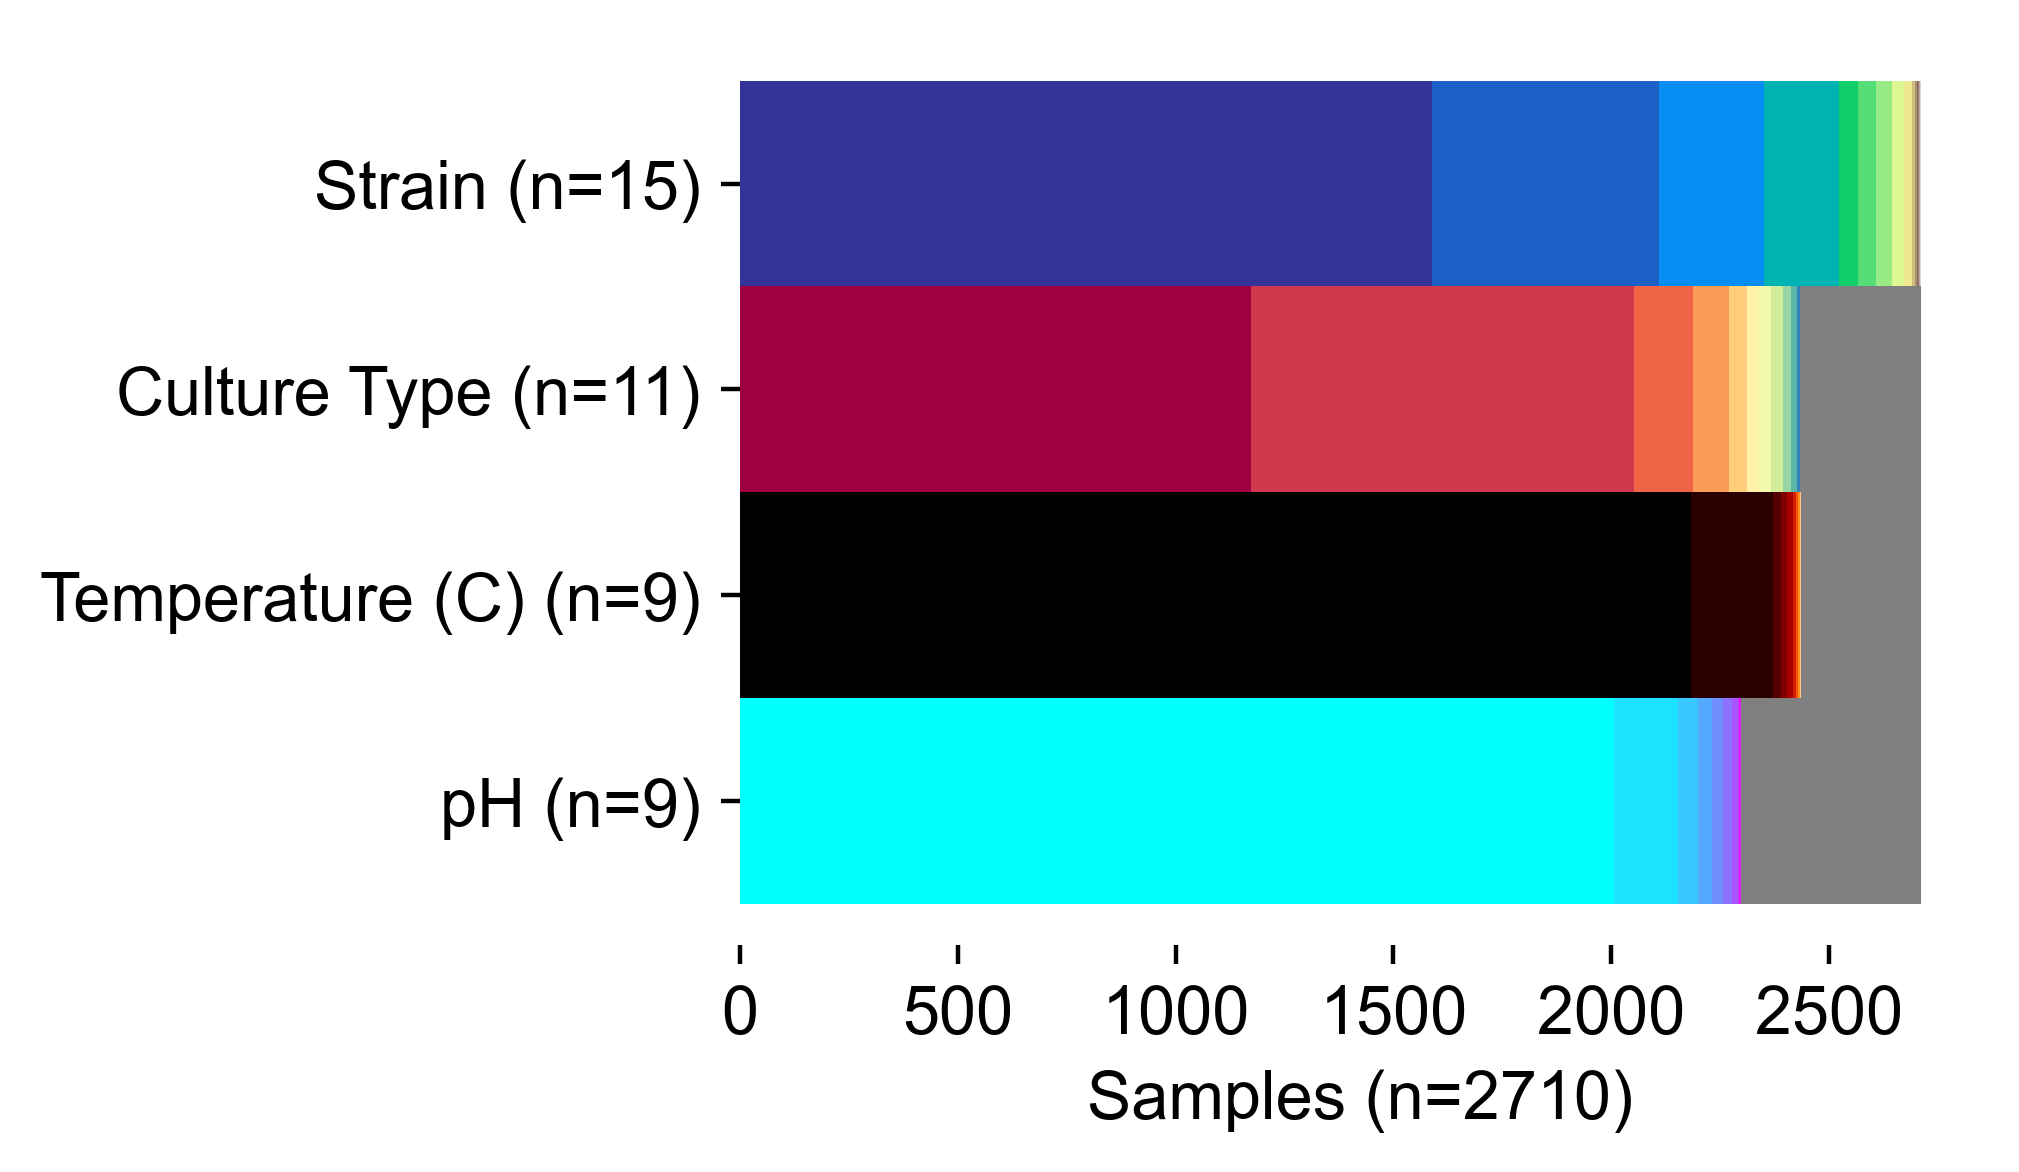 Strain (n=15)
Culture Type (n=11)
Temperature (C) (n=9)
pH (n=9)
0 500 1000 1500 2000 2500
Samples (n=2710)